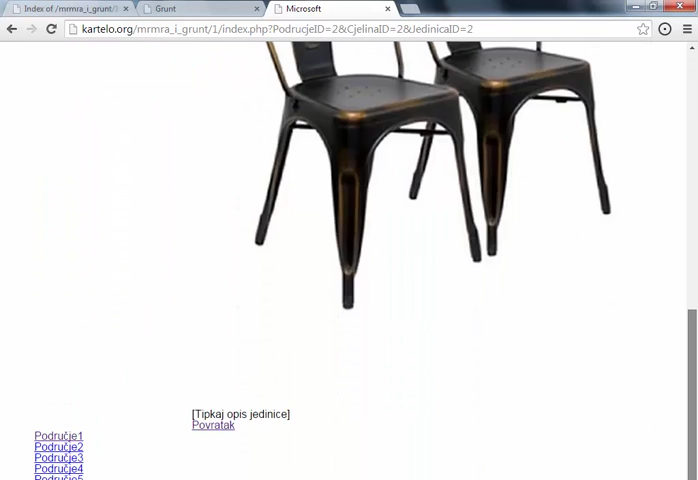 Index of /mrmra_i_grunt/
Grunt
Microsoft
kartelo.org/mrmra_i_grunt/1/index.php?PodrucjeID=2&CjelinaID=2&JedinicaID=2
[Tipkaj opis jedinice]
Povratak
Područje1
Područje2
Područje3
Područje4
Područje5